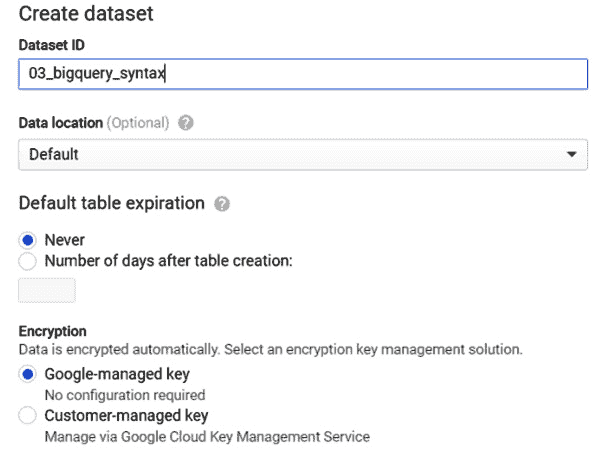 Create dataset
Dataset ID
03_bigquery_syntax
Data location (Optional) ?
Default
Default table expiration ?
Never
Number of days after table creation:
Encryption
Data is encrypted automatically. Select an encryption key management solution.
Google-managed key
No configuration required
Customer-managed key
Manage via Google Cloud Key Management Service